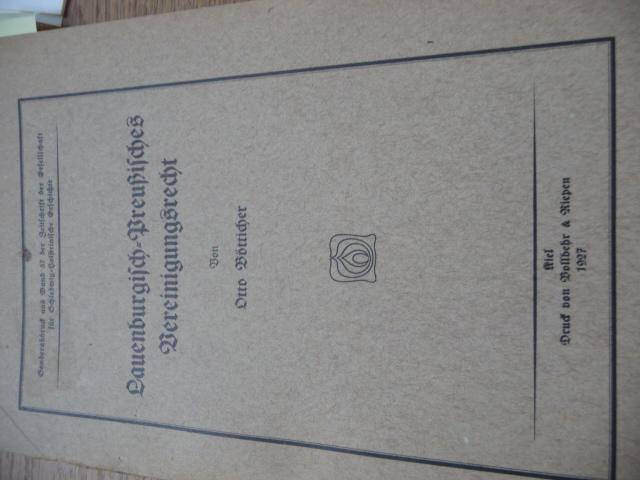 Sonderabdruck aus Band 57 der Zeitschrift der Gesellschaft
für Schleswig-Holsteinische Geschichte
Lauenburgisch-Preußisches
Vereinigungsrecht
Von
Otto Bötticher
Kiel
Druck von Vollbehr & Riepen
1927